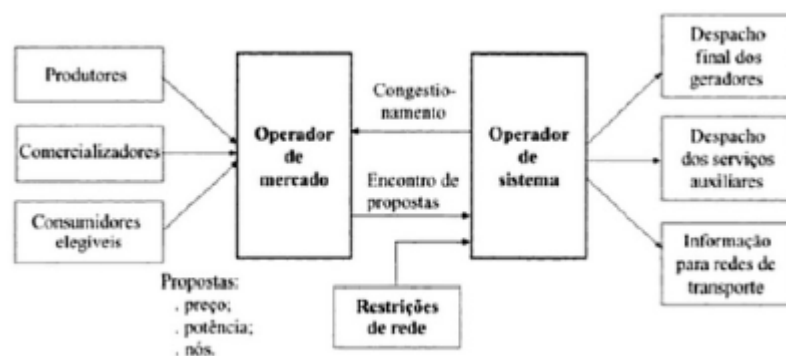 Produtores
Comercializadores
Consumidores
elegíveis
Propostas:
. preço;
. potência;
. nós.
Operador
de
mercado
Congestio-
namento
Encontro de
propostas
Restrições
de rede
Operador
de
sistema
Despacho
final dos
geradores
Despacho
dos serviços
auxiliares
Informação
para redes de
transporte